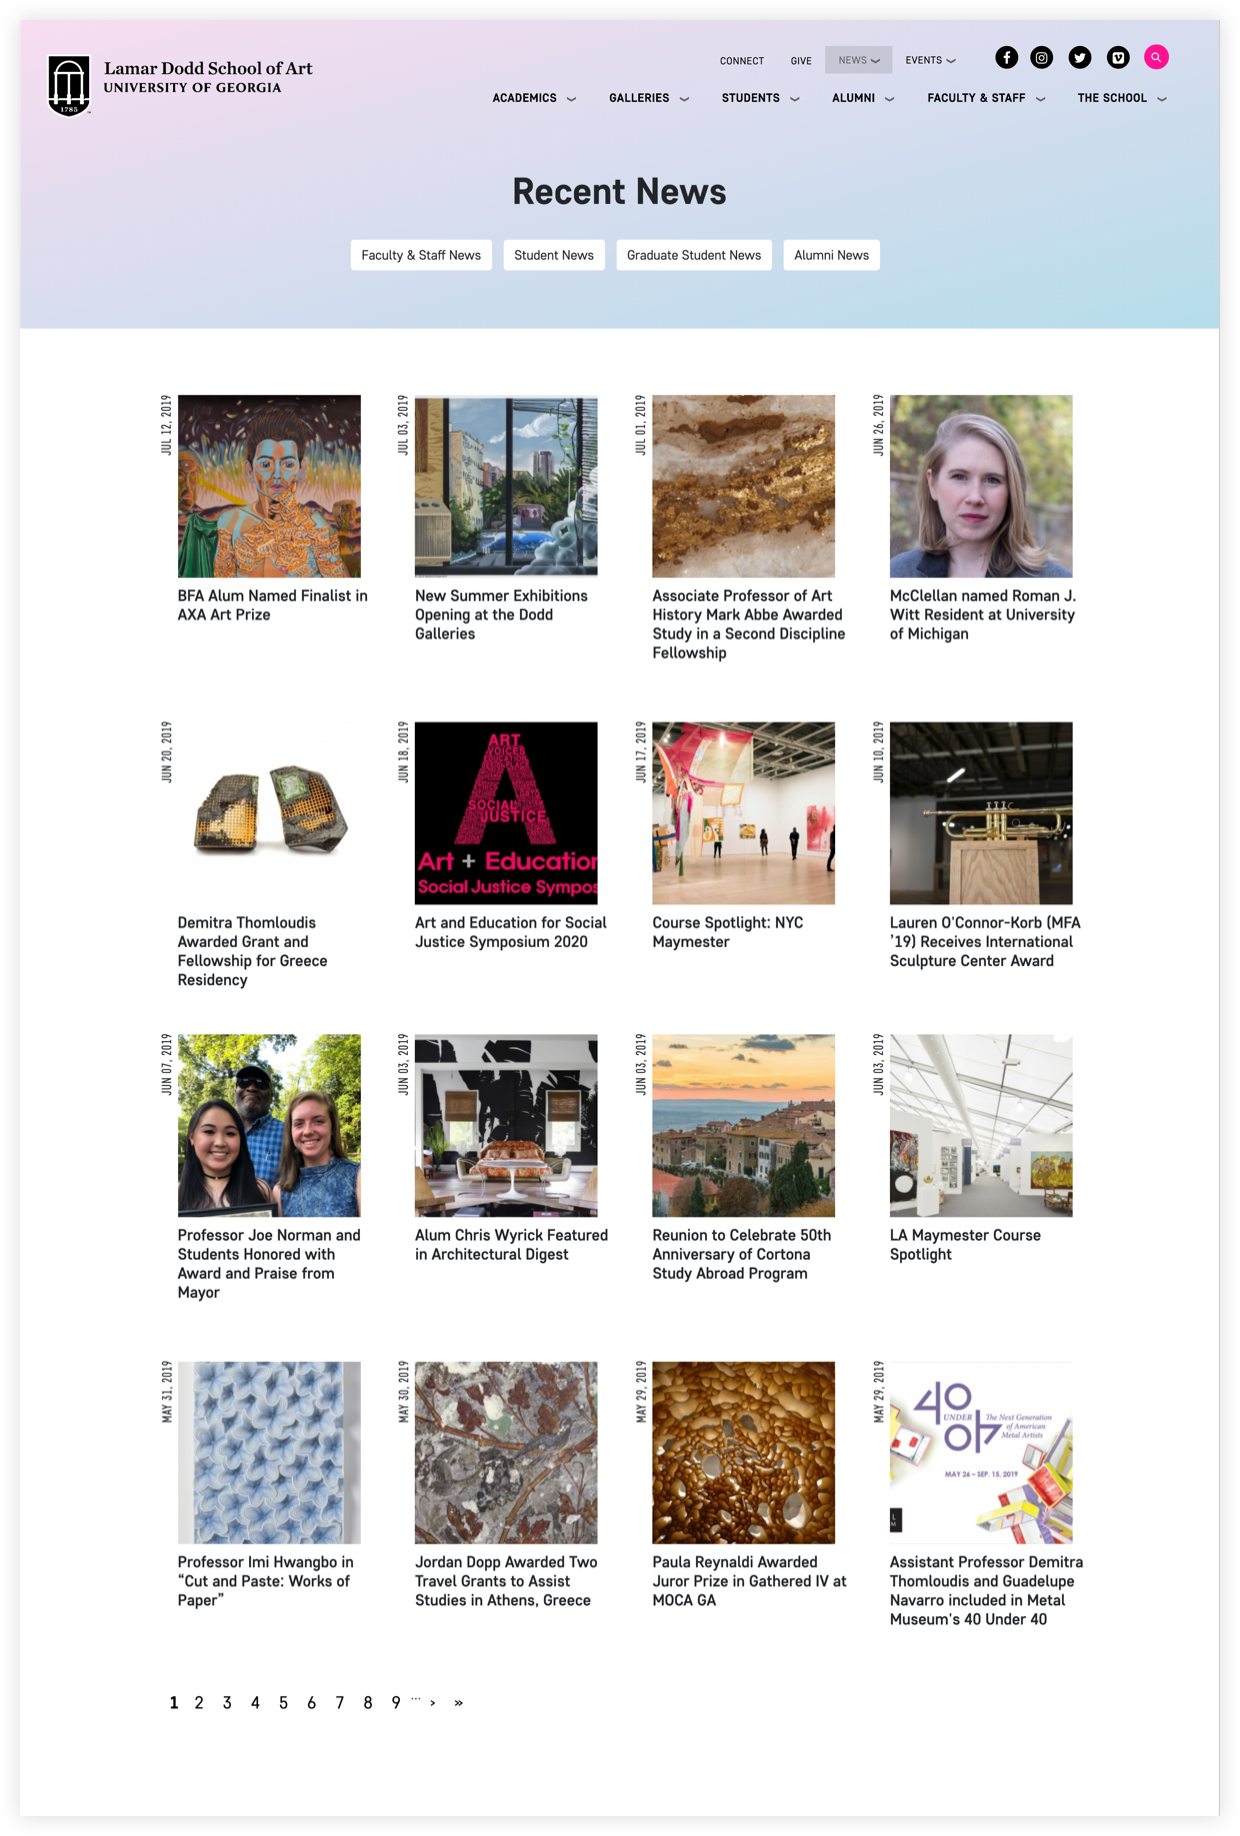 Lamar Dodd School of Art
UNIVERSITY OF GEORGIA
1785
CONNECT GIVE NEWS EVENTS
ACADEMICS GALLERIES STUDENTS ALUMNI FACULTY & STAFF THE SCHOOL
Recent News
Faculty & Staff News Student News Graduate Student News Alumni News
JUL 12, 2019
BFA Alum Named Finalist in
AXA Art Prize
JUL 03, 2019
New Summer Exhibitions
Opening at the Dodd
Galleries
JUL 01, 2019
Associate Professor of Art
History Mark Abbe Awarded
Study in a Second Discipline
Fellowship
JUN 26, 2019
McClellan named Roman J.
Witt Resident at University
of Michigan
JUN 20, 2019
Demitra Thomloudis
Awarded Grant and
Fellowship for Greece
Residency
JUN 18, 2019
ART
VOICES
SOCIAL
JUSTICE
Art + Education
Social Justice Sympos
Art and Education for Social
Justice Symposium 2020
JUN 17, 2019
Course Spotlight: NYC
Maymester
JUN 10, 2019
Lauren O'Connor-Korb (MFA
’19) Receives International
Sculpture Center Award
JUN 07, 2019
Professor Joe Norman and
Students Honored with
Award and Praise from
Mayor
JUN 03, 2019
Alum Chris Wyrick Featured
in Architectural Digest
JUN 03, 2019
Reunion to Celebrate 50th
Anniversary of Cortona
Study Abroad Program
JUN 03, 2019
LA Maymester Course
Spotlight
MAY 31, 2019
Professor Imi Hwangbo in
“Cut and Paste: Works of
Paper”
MAY 30, 2019
Jordan Dopp Awarded Two
Travel Grants to Assist
Studies in Athens, Greece
MAY 29, 2019
Paula Reynaldi Awarded
Juror Prize in Gathered IV at
MOCA GA
MAY 29, 2019
40
UNDER
40
The Next Generation
of American
Metal Artists
MAY 26 – SEP. 15, 2019
L
M
Assistant Professor Demitra
Thomloudis and Guadelupe
Navarro included in Metal
Museum's 40 Under 40
1 2 3 4 5 6 7 8 9 … › »